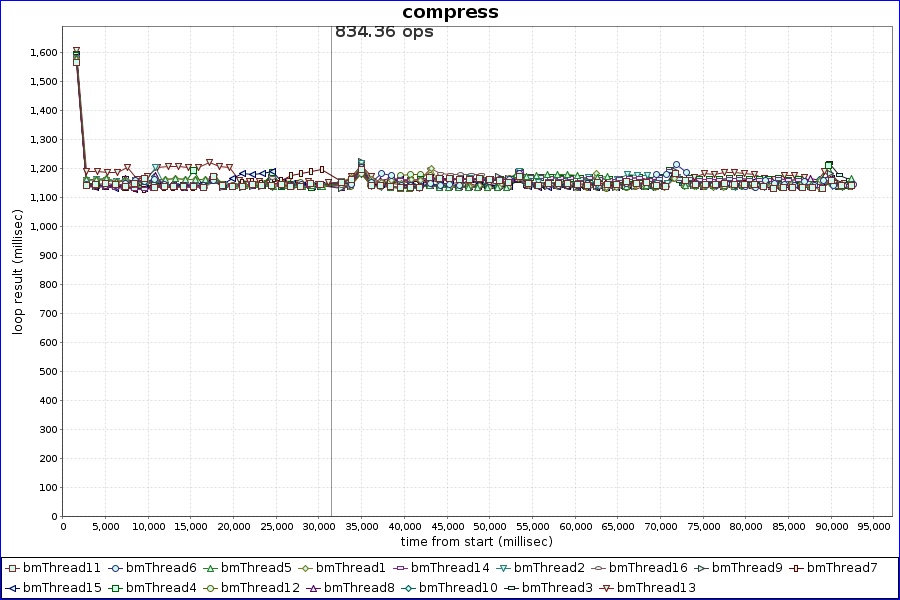 compress
834.36 ops
1,600
1,500
1,400
1,300
1,200
1,100
1,000
900
800
700
600
500
400
300
200
100
0
loop result (millisec)
0 5,000 10,000 15,000 20,000 25,000 30,000 35,000 40,000 45,000 50,000 55,000 60,000 65,000 70,000 75,000 80,000 85,000 90,000 95,000
time from start (millisec)
bmThread11 bmThread6 bmThread5 bmThread1 bmThread14 bmThread2 bmThread16 bmThread9 bmThread7
bmThread15 bmThread4 bmThread12 bmThread8 bmThread10 bmThread3 bmThread13